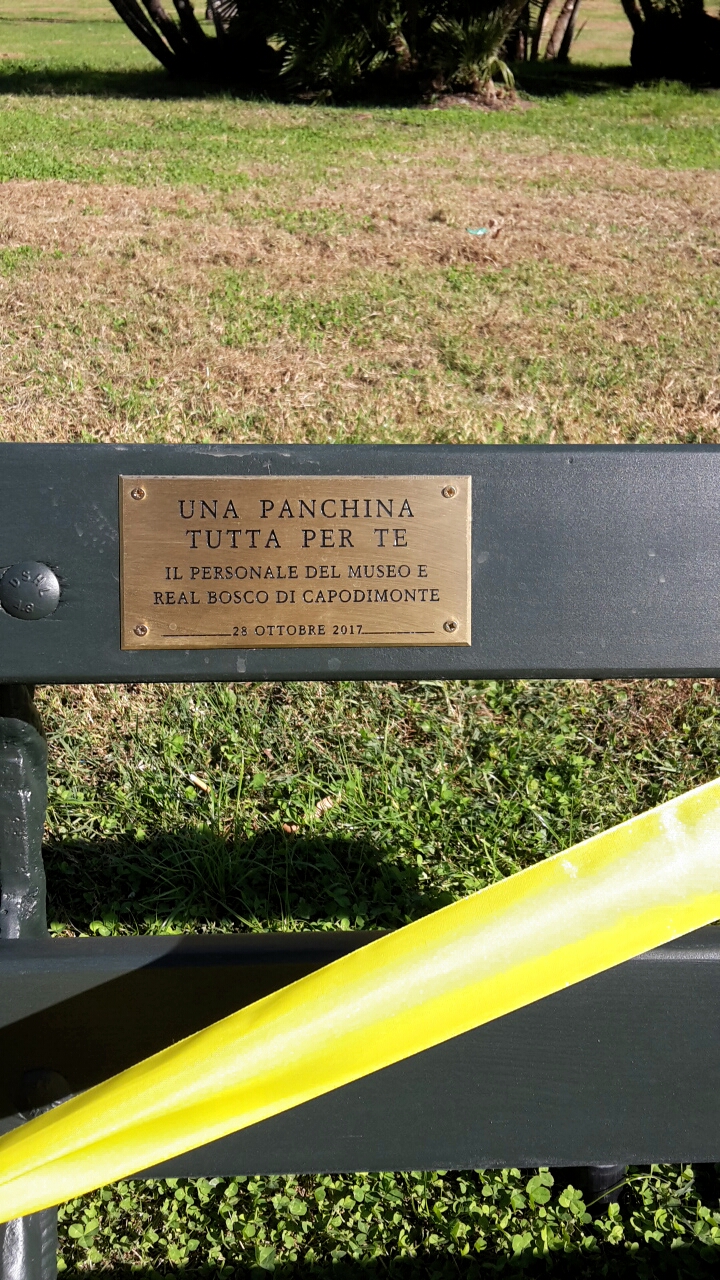 UNA PANCHINA
TUTTA PER TE
IL PERSONALE DEL MUSEO E
REAL BOSCO DI CAPODIMONTE
28 OTTOBRE 2017